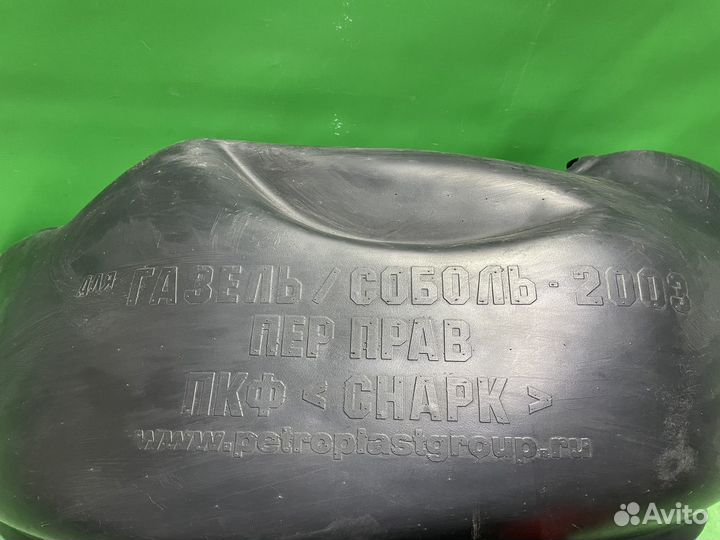 для ГАЗЕЛЬ / СОБОЛЬ - 2003
ПЕР ПРАВ
ПКФ < СНАРК >
www.petroplastgroup.ru
Avito